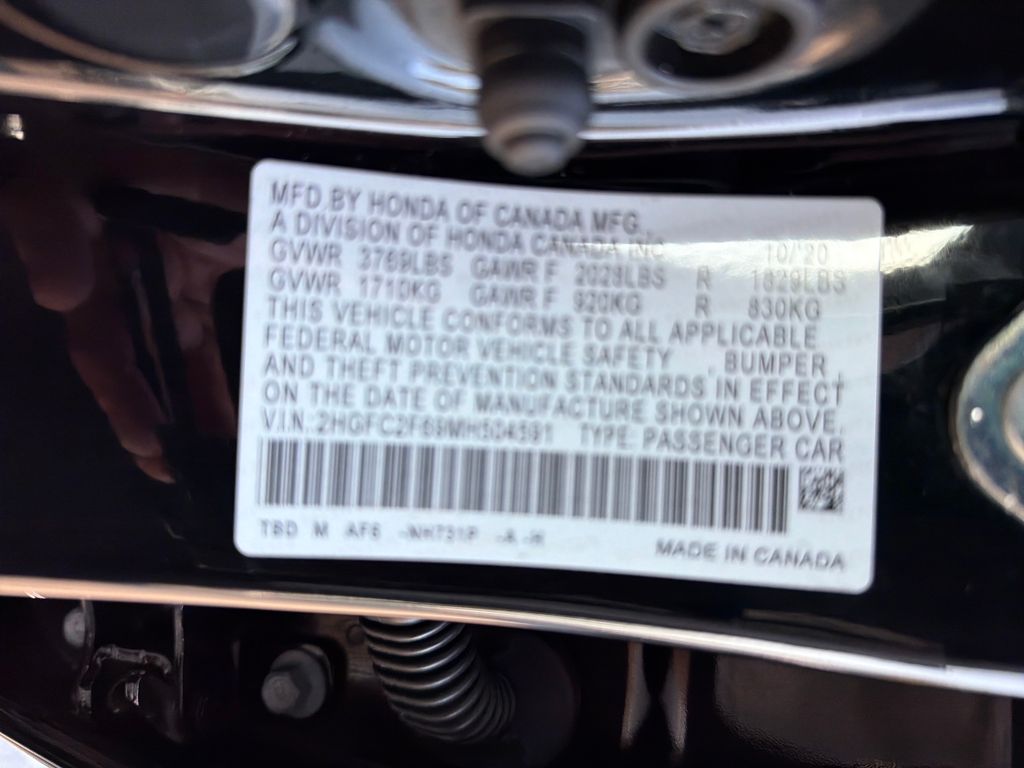 MFD.BY HONDA OF CANADA MFG.,
A DIVISION OF HONDA CANADA INC 10/'20
GVWR 3769LBS GAWR F 2028LBS R 1829LBS
GVWR 1710KG GAWR F 920KG R 830KG
THIS VEHICLE CONFORMS TO ALL APPLICABLE
FEDERAL MOTOR VEHICLE SAFETY , BUMPER,
AND THEFT PREVENTION STANDARDS IN EFFECT
ON THE DATE OF MANUFACTURE SHOWN ABOVE.
V.I.N.:2HGFC2F69MH504591 TYPE: PASSENGER CAR
TBD M AF6 -NH731P -A -H
MADE IN CANADA